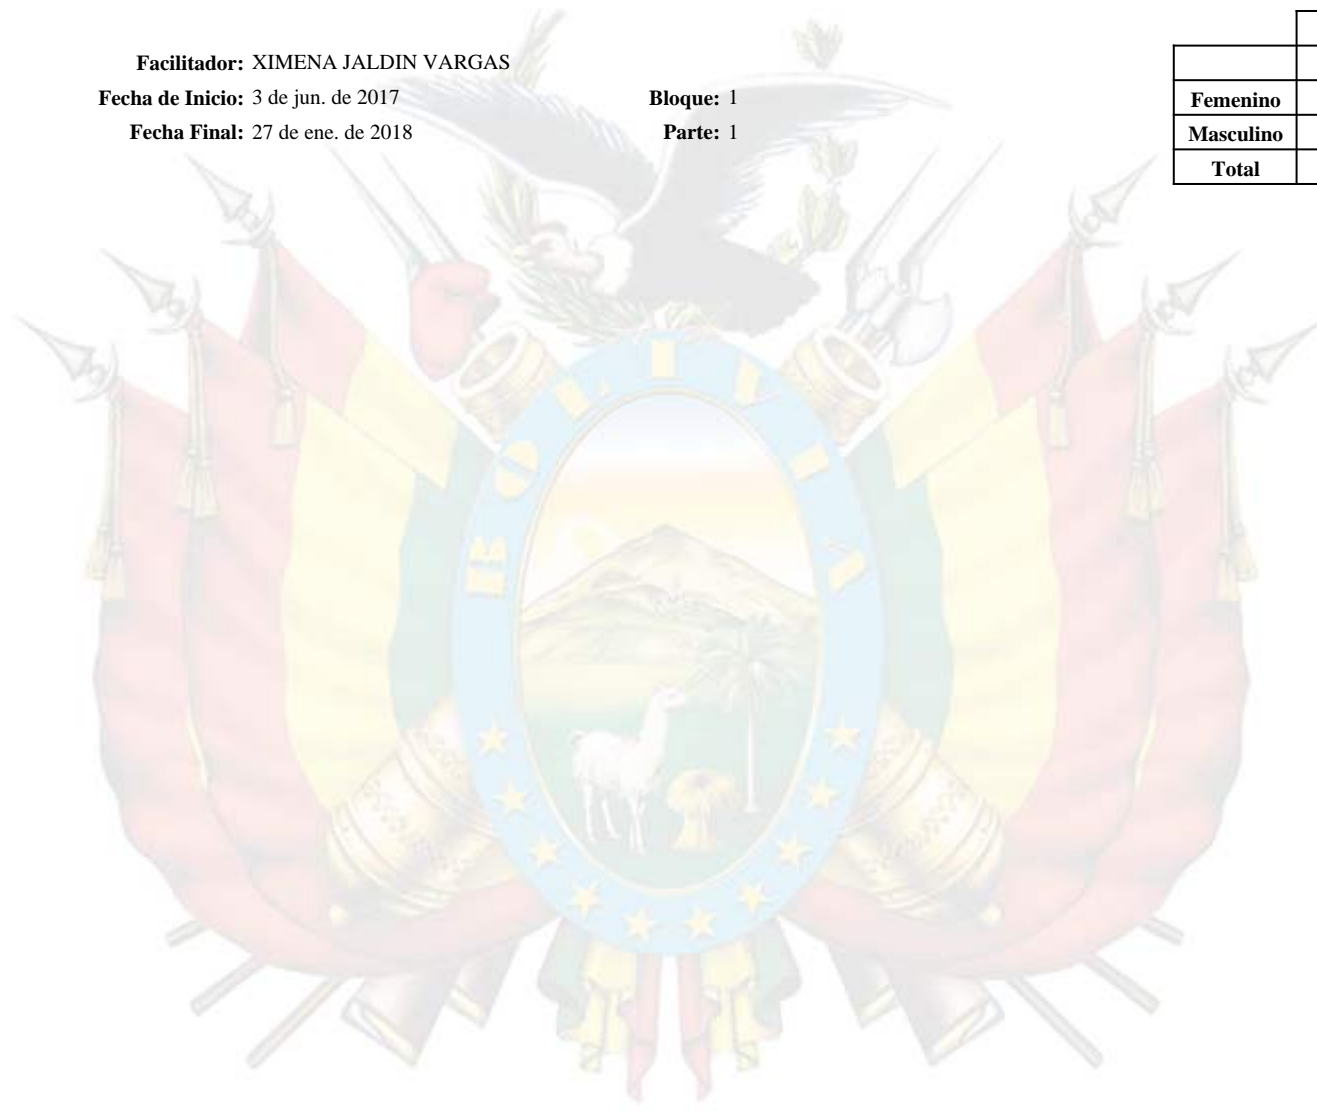 Facilitador: XIMENA JALDIN VARGAS
Fecha de Inicio: 3 de jun. de 2017 Bloque: 1
Fecha Final: 27 de ene. de 2018 Parte: 1
Femenino
Masculino
Total
BOLIVIA